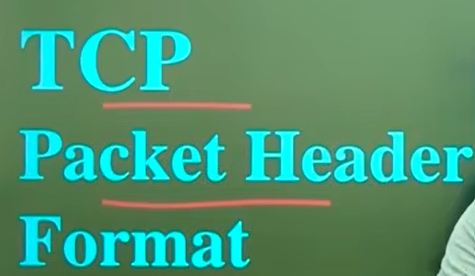 TCP
Packet Header
Format